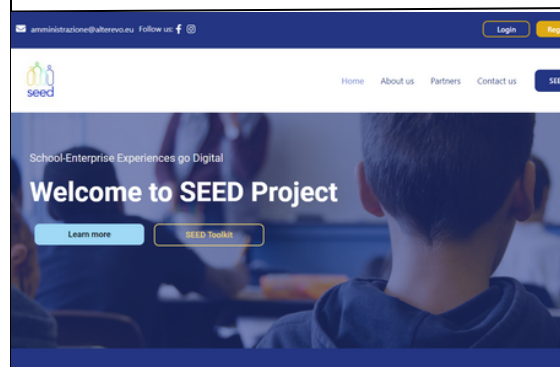 amministrazione@alterevo.eu Follow us:
Login
seed
Home About us Partners Contact us
School-Enterprise Experiences go Digital
Welcome to SEED Project
Learn more SEED Toolkit